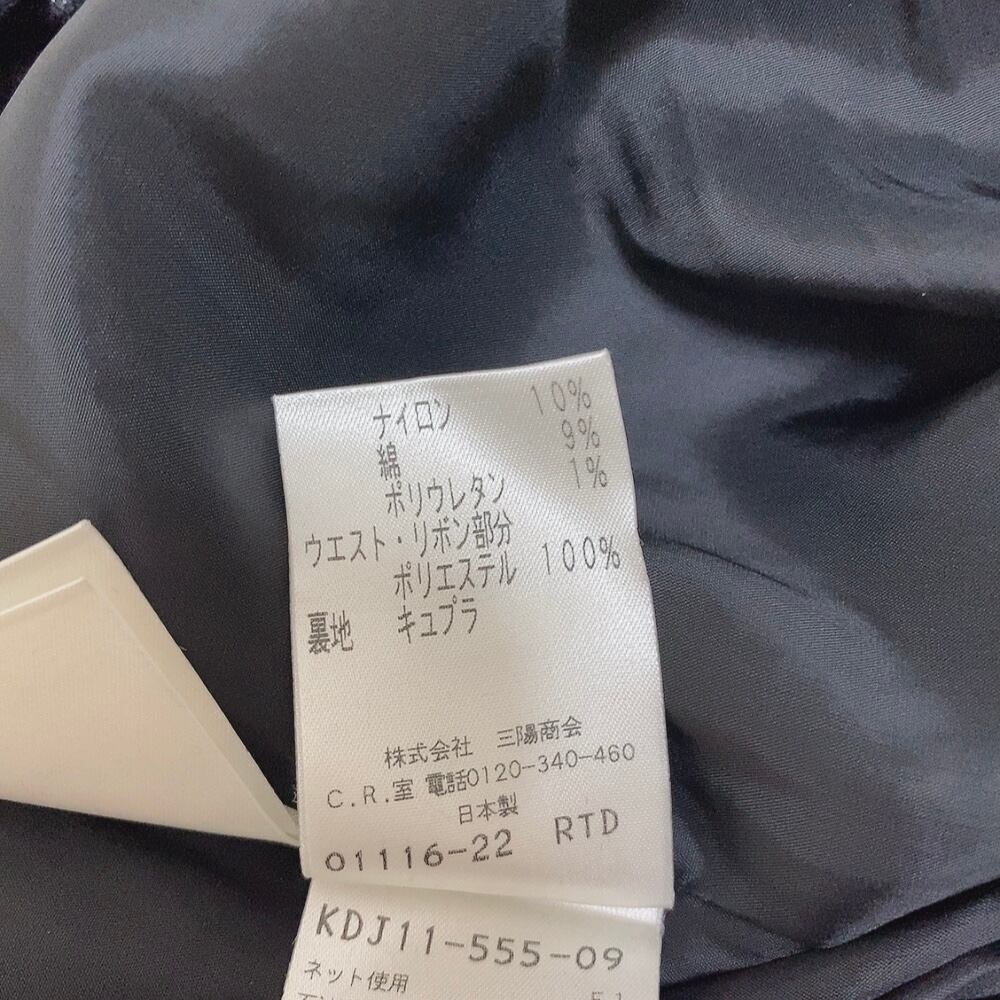 ナイロン 10%
綿 9%
ポリウレタン 1%
ウエスト・リボン部分
ポリエステル 100%
裏地 キュプラ
株式会社 三陽商会
C.R.室 電話0120-340-460
日本製
01116-22 RTD
KDJ11-555-09
ネット使用